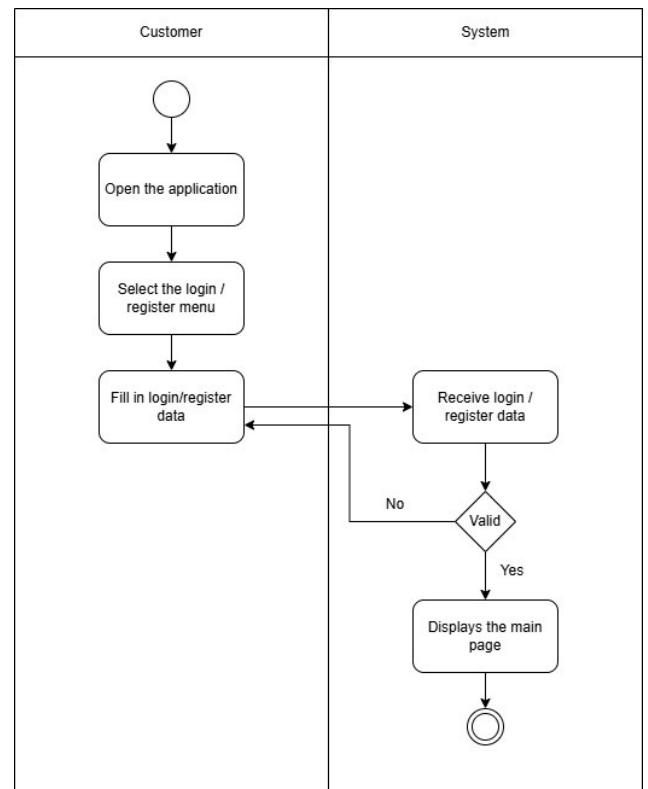 Customer
System
Open the application
Select the login /
register menu
Fill in login/register
data
Receive login /
register data
Valid
No
Yes
Displays the main
page